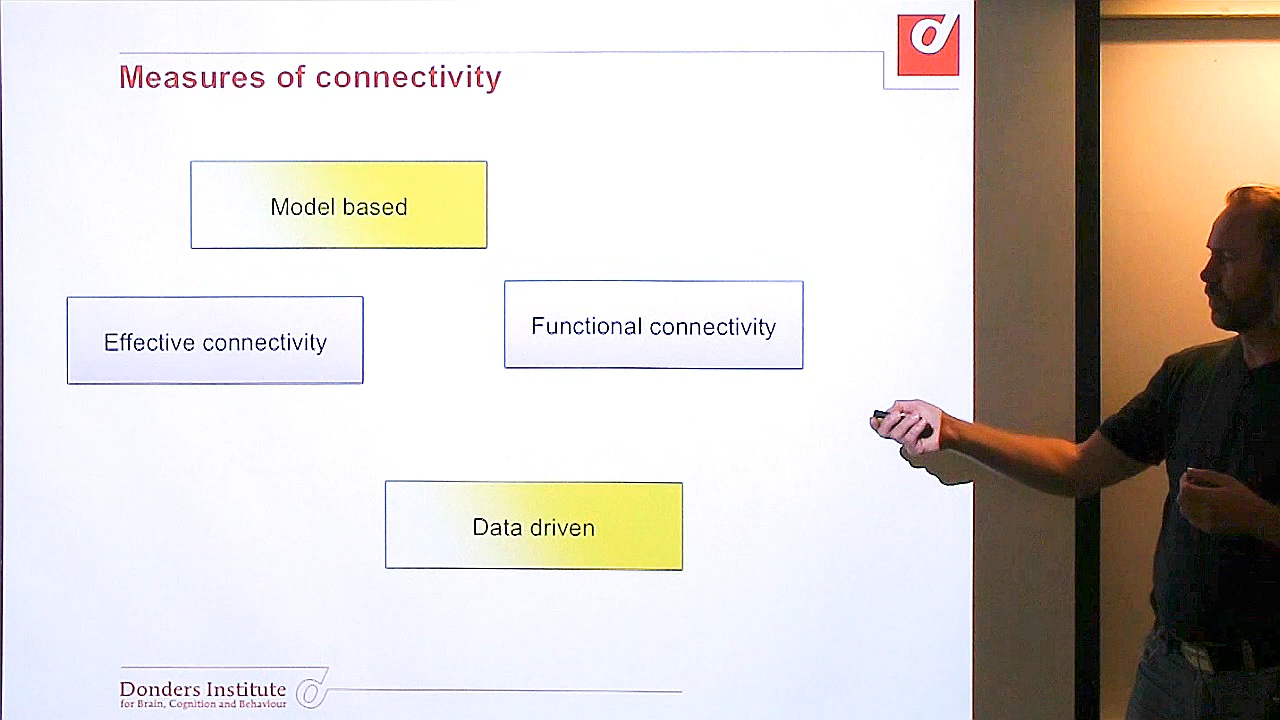 Measures of connectivity
Model based
Effective connectivity
Functional connectivity
Data driven
Donders Institute
for Brain, Cognition and Behaviour